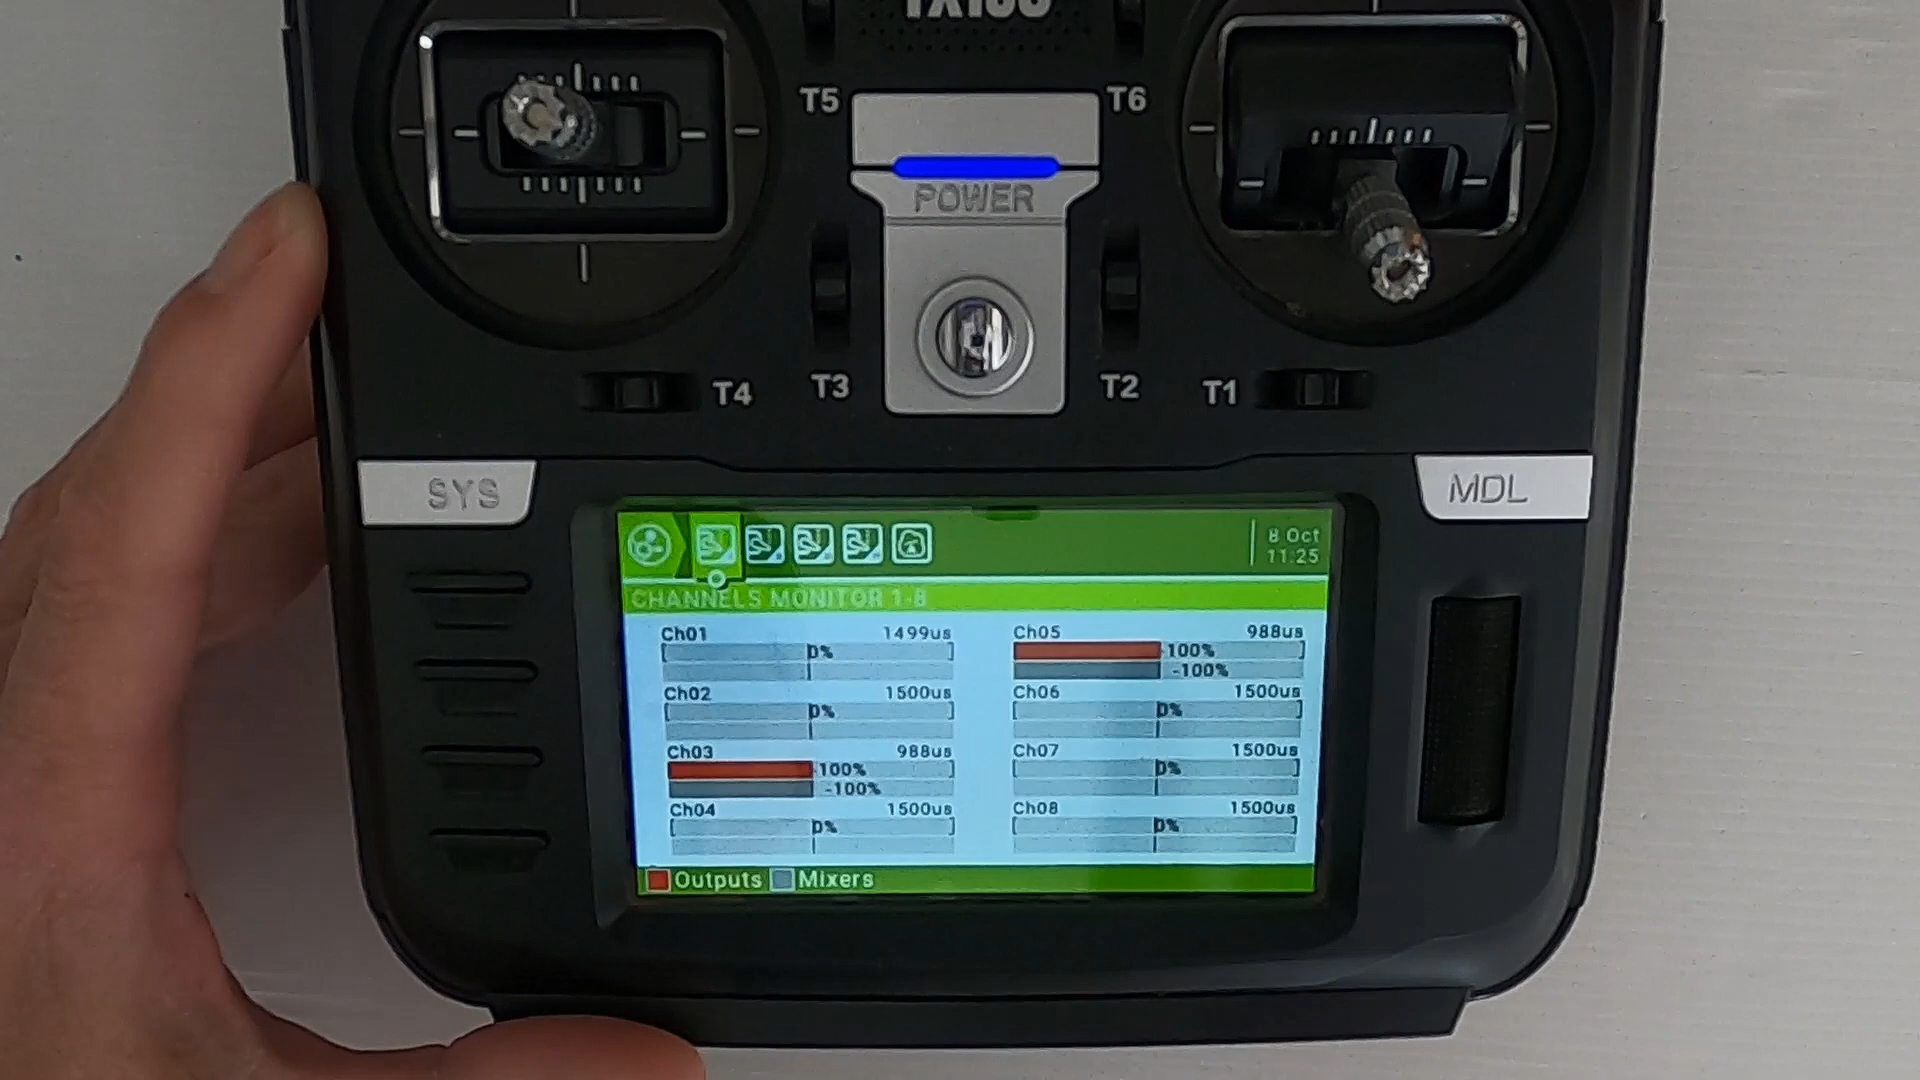 TX16S
T5
T6
POWER
T4
T3
T2
T1
SYS
MDL
8 Oct
11:25
CHANNELS MONITOR 1-8
Ch01 1499us
0%
Ch02 1500us
0%
Ch03 988us
100%
-100%
Ch04 1500us
0%
Ch05 988us
100%
-100%
Ch06 1500us
0%
Ch07 1500us
0%
Ch08 1500us
0%
Outputs Mixers